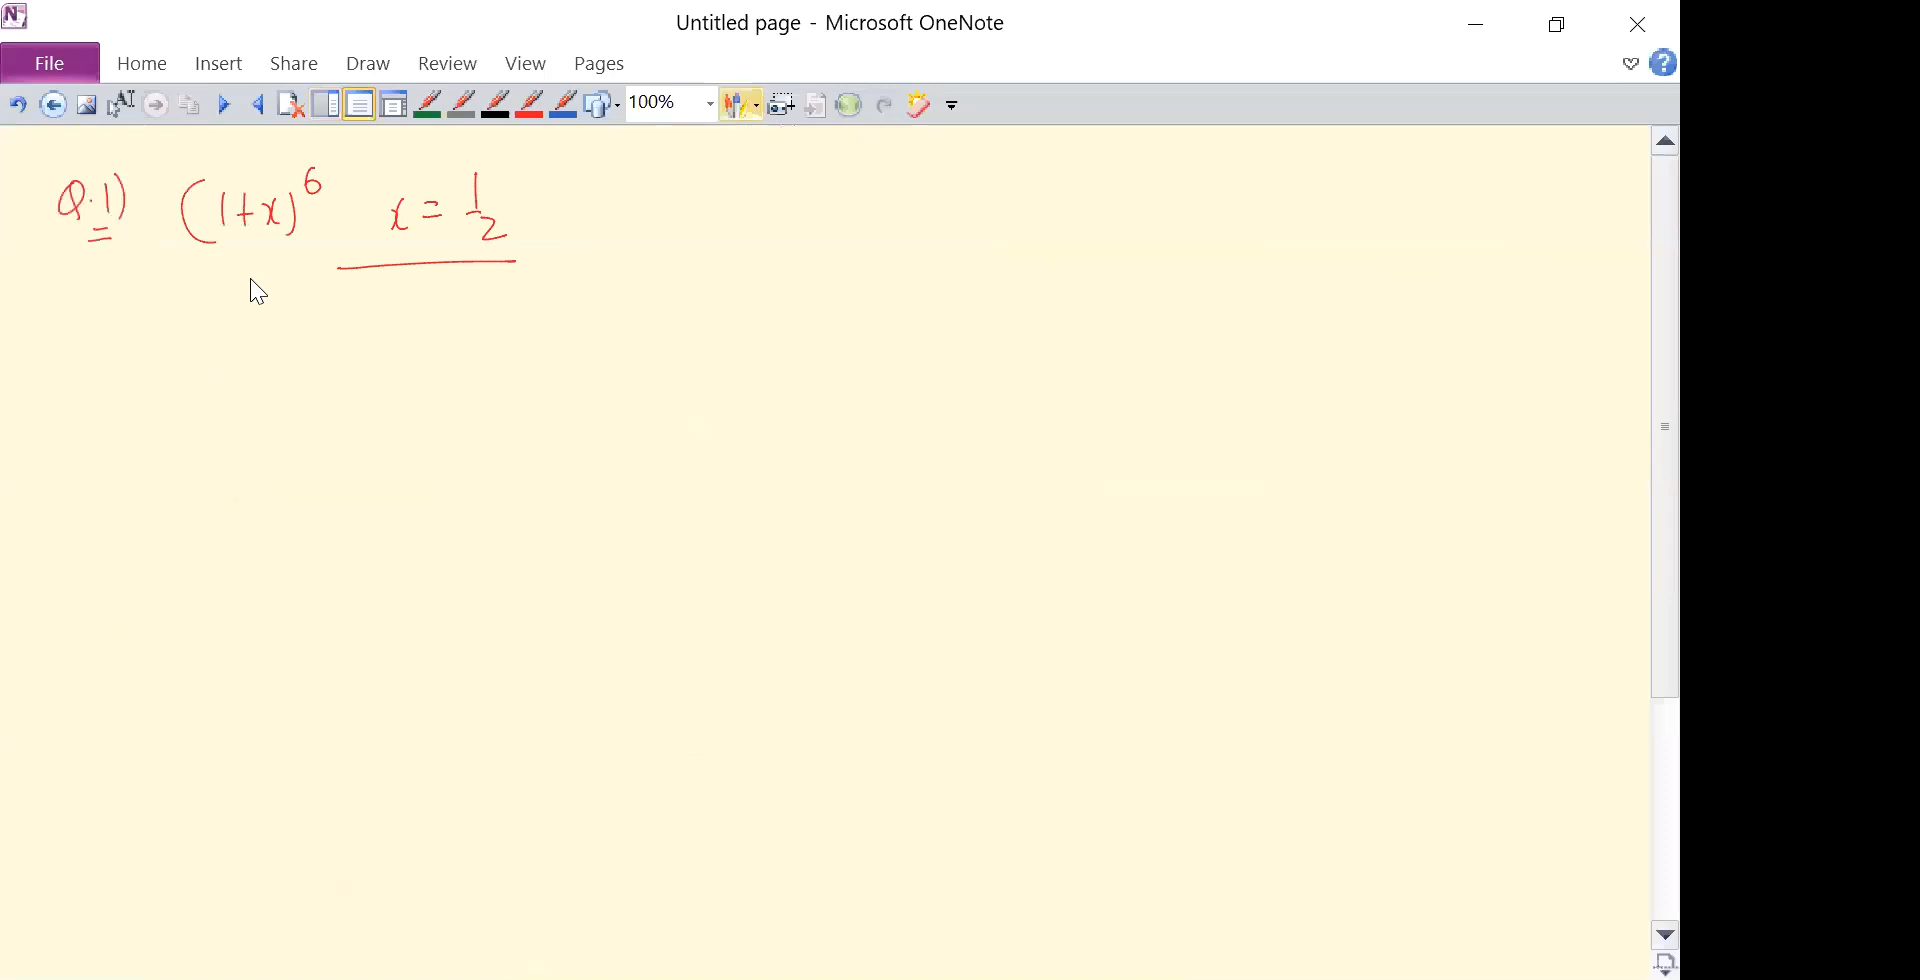 Untitled page - Microsoft OneNote
File Home Insert Share Draw Review View Pages
100%
Q.1) (1+x)^6 x = 1/2